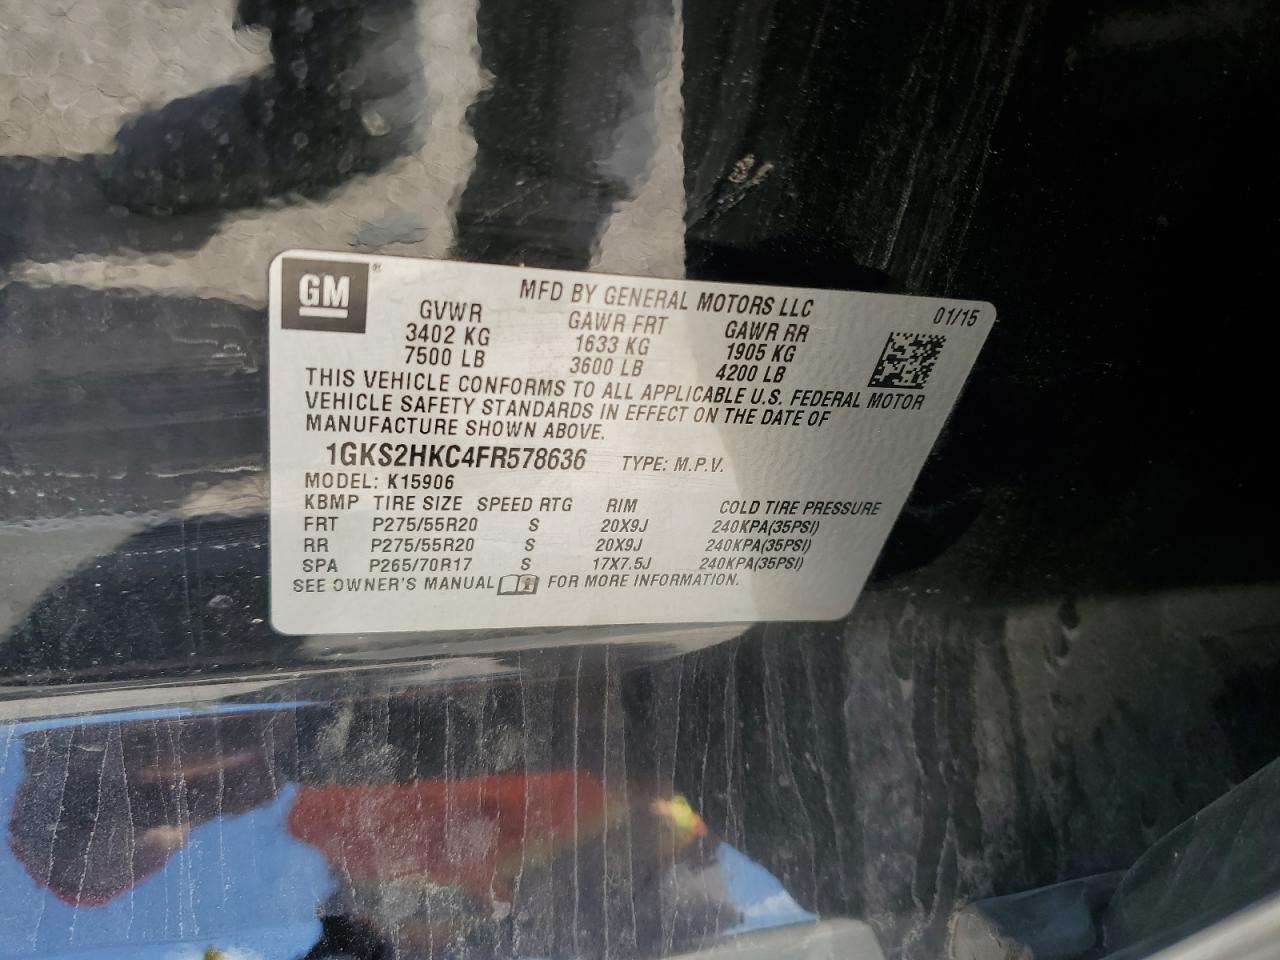 GM®
MFD BY GENERAL MOTORS LLC 01/15
GVWR GAWR FRT GAWR RR
3402 KG 1633 KG 1905 KG
7500 LB 3600 LB 4200 LB
THIS VEHICLE CONFORMS TO ALL APPLICABLE U.S. FEDERAL MOTOR
VEHICLE SAFETY STANDARDS IN EFFECT ON THE DATE OF
MANUFACTURE SHOWN ABOVE.
1GKS2HKC4FR578636 TYPE: M.P.V.
MODEL: K15906
KBMP TIRE SIZE SPEED RTG RIM COLD TIRE PRESSURE
FRT P275/55R20 S 20X9J 240KPA(35PSI)
RR P275/55R20 S 20X9J 240KPA(35PSI)
SPA P265/70R17 S 17X7.5J 240KPA(35PSI)
SEE OWNER'S MANUAL FOR MORE INFORMATION.